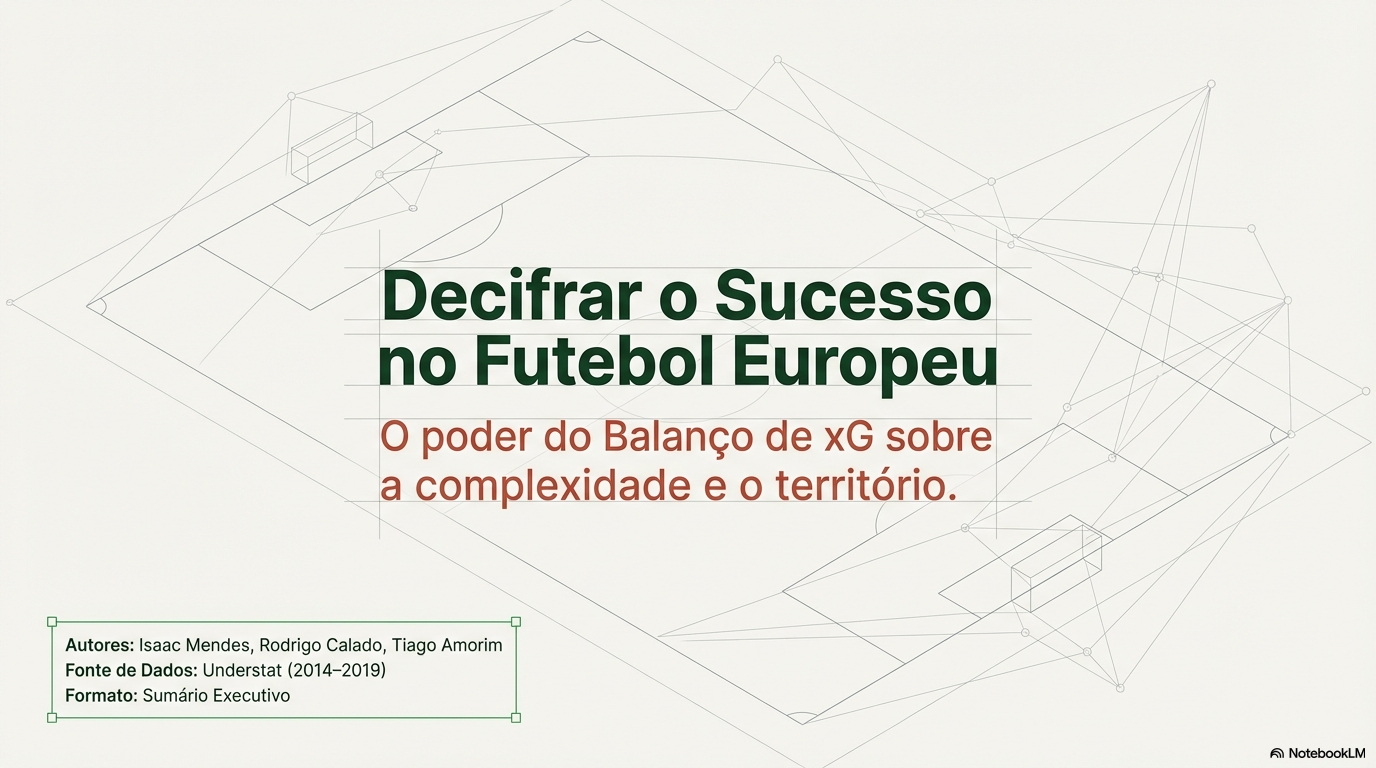 Decifrar o Sucesso
no Futebol Europeu
O poder do Balanço de xG sobre
a complexidade e o território.
Autores: Isaac Mendes, Rodrigo Calado, Tiago Amorim
Fonte de Dados: Understat (2014–2019)
Formato: Sumário Executivo
NotebookLM